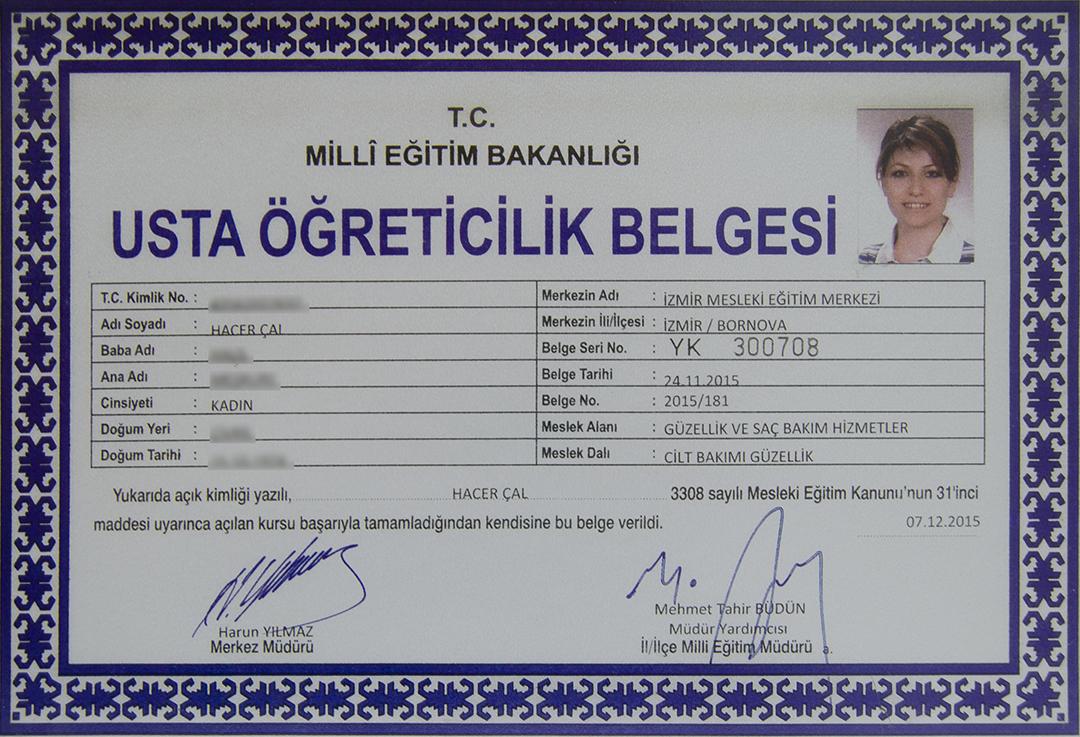 T.C.
MİLLÎ EĞİTİM BAKANLIĞI
USTA ÖĞRETİCİLİK BELGESİ
T.C. Kimlik No. :
Adı Soyadı : HACER ÇAL
Baba Adı :
Ana Adı :
Cinsiyeti : KADIN
Doğum Yeri :
Doğum Tarihi :
Merkezin Adı : İZMİR MESLEKİ EĞİTİM MERKEZİ
Merkezin İli/İlçesi : İZMİR / BORNOVA
Belge Seri No. : YK 300708
Belge Tarihi : 24.11.2015
Belge No. : 2015/181
Meslek Alanı : GÜZELLİK VE SAÇ BAKIM HİZMETLER
Meslek Dalı : CİLT BAKIMI GÜZELLİK
Yukarıda açık kimliği yazılı, HACER ÇAL 3308 sayılı Mesleki Eğitim Kanunu'nun 31'inci
maddesi uyarınca açılan kursu başarıyla tamamladığından kendisine bu belge verildi.
07.12.2015
Harun YILMAZ
Merkez Müdürü
Mehmet Tahir BÜDÜN
Müdür Yardımcısı
İl/İlçe Milli Eğitim Müdürü a.